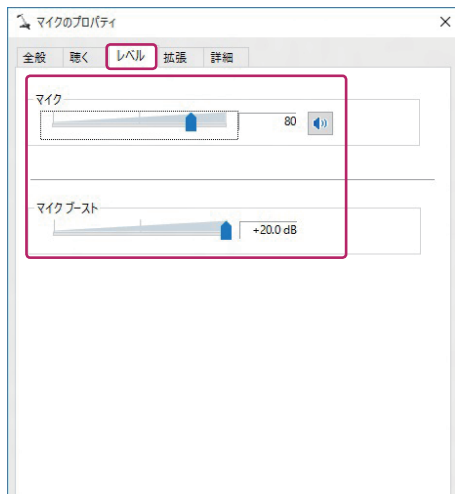 マイクのプロパティ
全般 聴く レベル 拡張 詳細
マイク
80
マイク ブースト
+20.0 dB